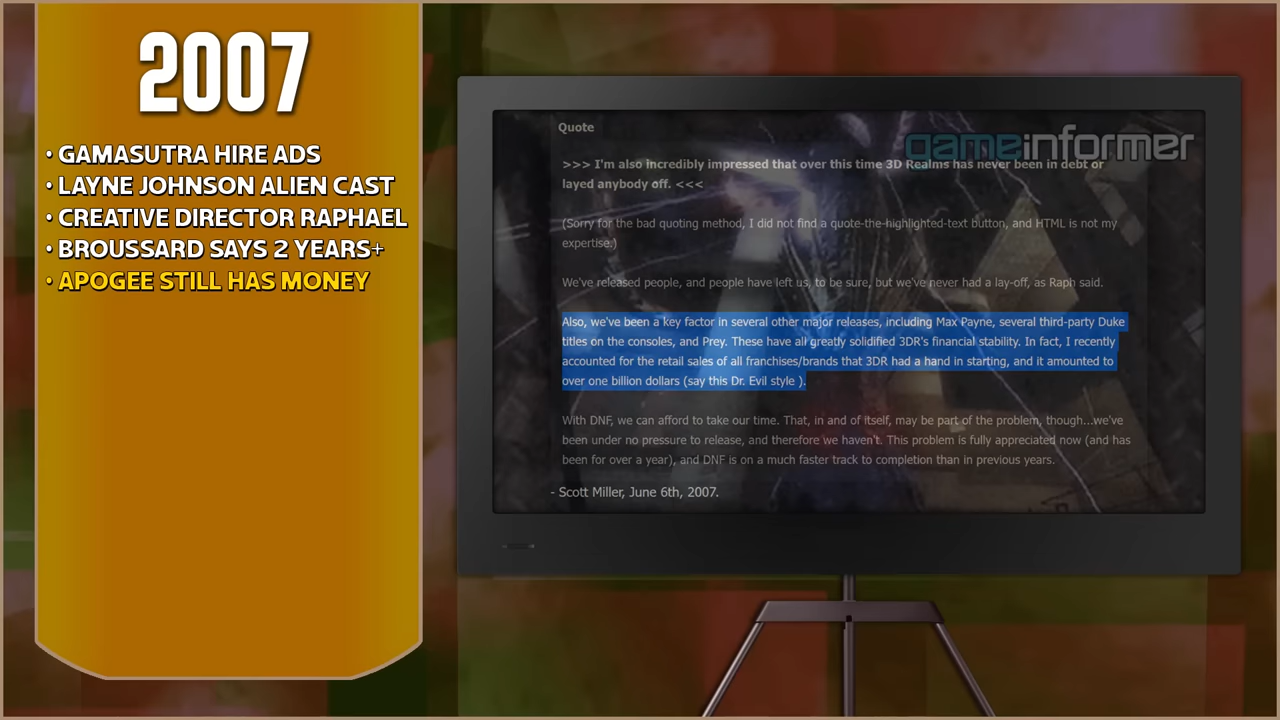 2007
• GAMASUTRA HIRE ADS
• LAYNE JOHNSON ALIEN CAST
• CREATIVE DIRECTOR RAPHAEL
• BROUSSARD SAYS 2 YEARS+
• APOGEE STILL HAS MONEY
gameinformer
Quote
>>> I'm also incredibly impressed that over this time 3D Realms has never been in debt or
layed anybody off. <<<
(Sorry for the bad quoting method, I did not find a quote-the-highlighted-text button, and HTML is not my
expertise.)
We've released people, and people have left us, to be sure, but we've never had a lay-off, as Raph said.
Also, we've been a key factor in several other major releases, including Max Payne, several third-party Duke
titles on the consoles, and Prey. These have all greatly solidified 3DR's financial stability. In fact, I recently
accounted for the retail sales of all franchises/brands that 3DR had a hand in starting, and it amounted to
over one billion dollars (say this Dr. Evil style ).
With DNF, we can afford to take our time. That, in and of itself, may be part of the problem, though...we've
been under no pressure to release, and therefore we haven't. This problem is fully appreciated now (and has
been for over a year), and DNF is on a much faster track to completion than in previous years.
- Scott Miller, June 6th, 2007.